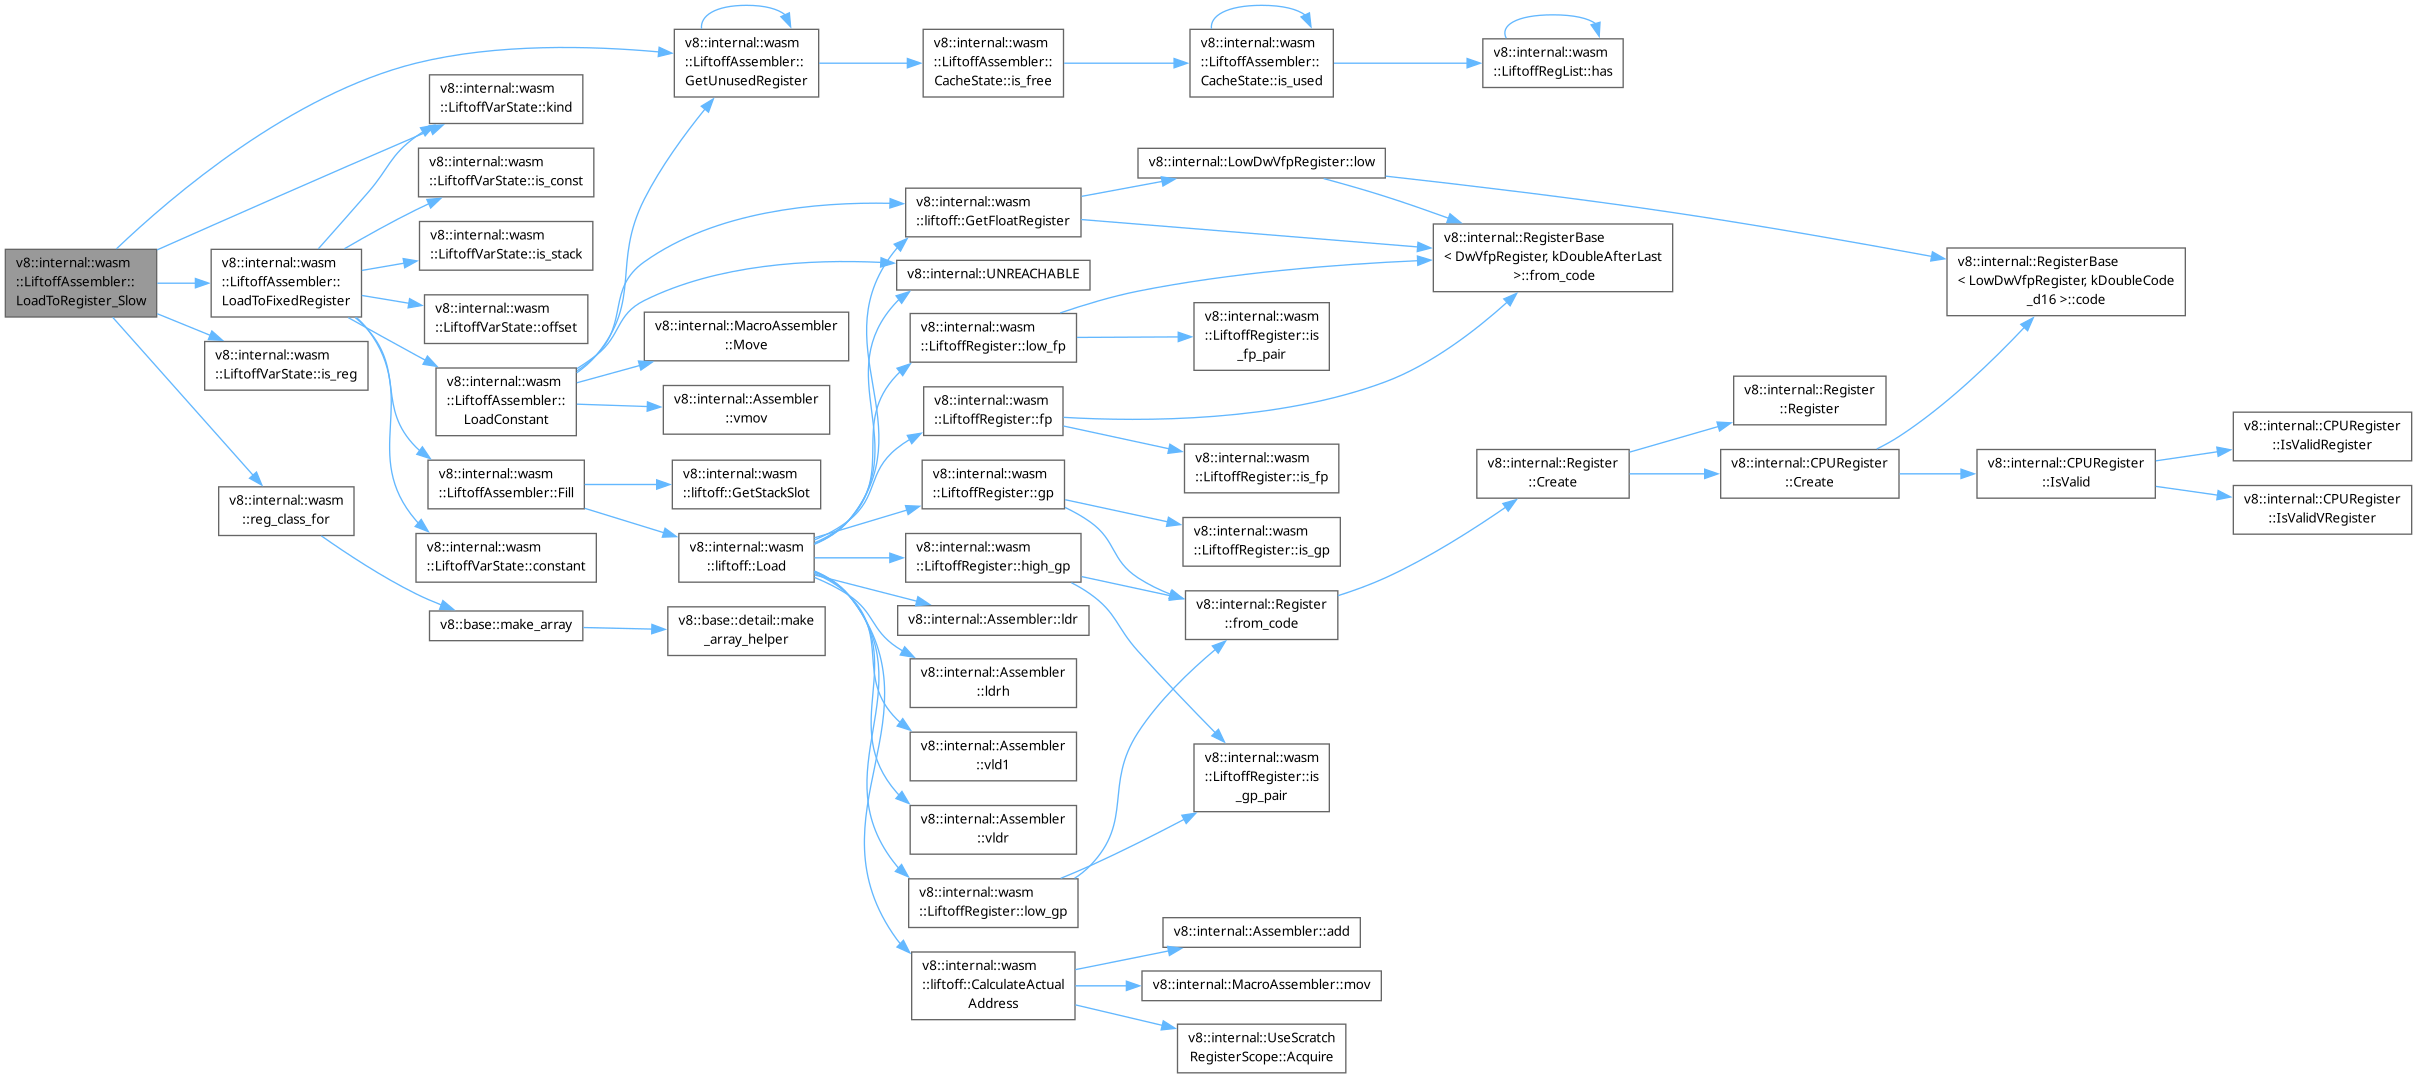 v8::internal::wasm
::LiftoffAssembler::
LoadToRegister_Slow
v8::internal::wasm
::LiftoffAssembler::
LoadToFixedRegister
v8::internal::wasm
::LiftoffVarState::is_reg
v8::internal::wasm
::reg_class_for
v8::internal::wasm
::LiftoffVarState::kind
v8::internal::wasm
::LiftoffVarState::is_const
v8::internal::wasm
::LiftoffVarState::is_stack
v8::internal::wasm
::LiftoffVarState::offset
v8::internal::wasm
::LiftoffAssembler::
LoadConstant
v8::internal::wasm
::LiftoffAssembler::Fill
v8::internal::wasm
::LiftoffVarState::constant
v8::base::make_array
v8::internal::wasm
::LiftoffAssembler::
GetUnusedRegister
v8::internal::MacroAssembler
::Move
v8::internal::Assembler
::vmov
v8::internal::wasm
::liftoff::GetStackSlot
v8::internal::wasm
::liftoff::Load
v8::base::detail::make
_array_helper
v8::internal::wasm
::LiftoffAssembler::
CacheState::is_free
v8::internal::wasm
::liftoff::GetFloatRegister
v8::internal::UNREACHABLE
v8::internal::wasm
::LiftoffRegister::low_fp
v8::internal::wasm
::LiftoffRegister::fp
v8::internal::wasm
::LiftoffRegister::gp
v8::internal::wasm
::LiftoffRegister::high_gp
v8::internal::Assembler::ldr
v8::internal::Assembler
::ldrh
v8::internal::Assembler
::vld1
v8::internal::Assembler
::vldr
v8::internal::wasm
::LiftoffRegister::low_gp
v8::internal::wasm
::liftoff::CalculateActual
Address
v8::internal::wasm
::LiftoffAssembler::
CacheState::is_used
v8::internal::LowDwVfpRegister::low
v8::internal::wasm
::LiftoffRegister::is
_fp_pair
v8::internal::wasm
::LiftoffRegister::is_fp
v8::internal::wasm
::LiftoffRegister::is_gp
v8::internal::Register
::from_code
v8::internal::wasm
::LiftoffRegister::is
_gp_pair
v8::internal::Assembler::add
v8::internal::MacroAssembler::mov
v8::internal::UseScratch
RegisterScope::Acquire
v8::internal::wasm
::LiftoffRegList::has
v8::internal::RegisterBase
< DwVfpRegister, kDoubleAfterLast
>::from_code
v8::internal::Register
::Create
v8::internal::Register
::Register
v8::internal::CPURegister
::Create
v8::internal::RegisterBase
< LowDwVfpRegister, kDoubleCode
_d16 >::code
v8::internal::CPURegister
::IsValid
v8::internal::CPURegister
::IsValidRegister
v8::internal::CPURegister
::IsValidVRegister